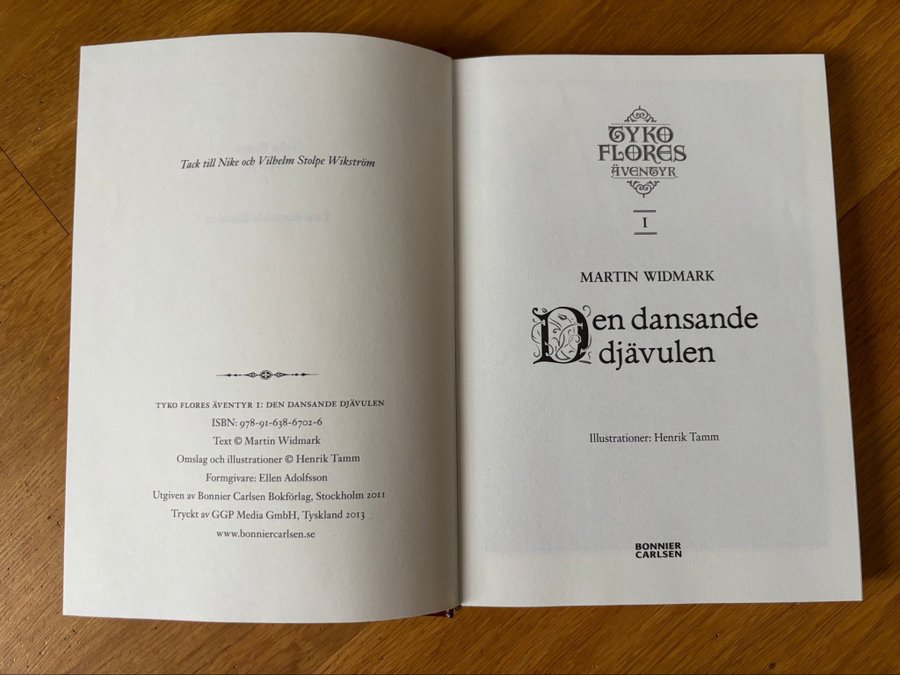 Tack till Nike och Vilhelm Stolpe Wikström
TYKO FLORES ÄVENTYR 1: DEN DANSANDE DJÄVULEN
ISBN: 978-91-638-6702-6
Text © Martin Widmark
Omslag och illustrationer © Henrik Tamm
Formgivare: Ellen Adolfsson
Utgiven av Bonnier Carlsen Bokförlag, Stockholm 2011
Tryckt av GGP Media GmbH, Tyskland 2013
www.bonniercarlsen.se
TYKO
FLORES
ÄVENTYR
1
MARTIN WIDMARK
Den dansande
djävulen
Illustrationer: Henrik Tamm
BONNIER
CARLSEN